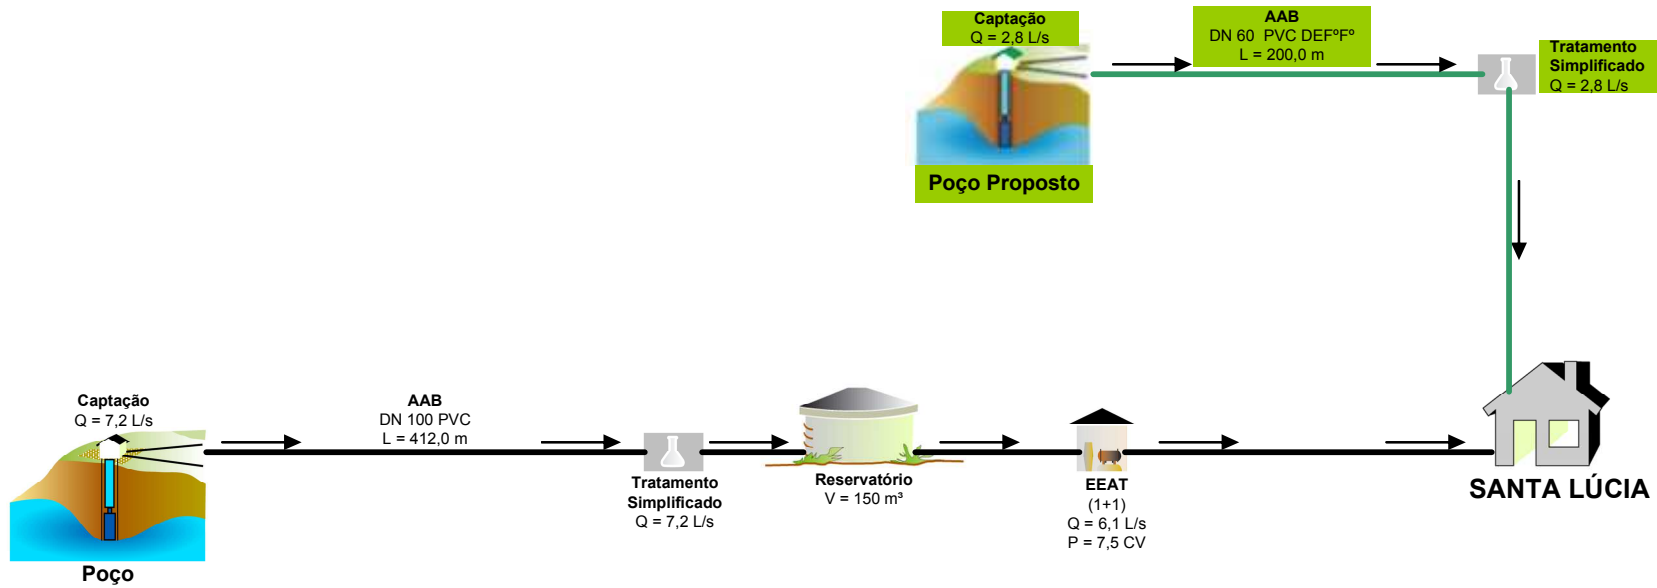 Captação
Q = 2,8 L/s
AAB
DN 60  PVC DEFºFº
L = 200,0 m
Tratamento
Simplificado
Q = 2,8 L/s
Poço Proposto
Captação
Q = 7,2 L/s
AAB
DN 100 PVC
L = 412,0 m
Tratamento
Simplificado
Q = 7,2 L/s
Reservatório
V = 150 m³
EEAT
(1+1)
Q = 6,1 L/s
P = 7,5 CV
SANTA LÚCIA
Poço